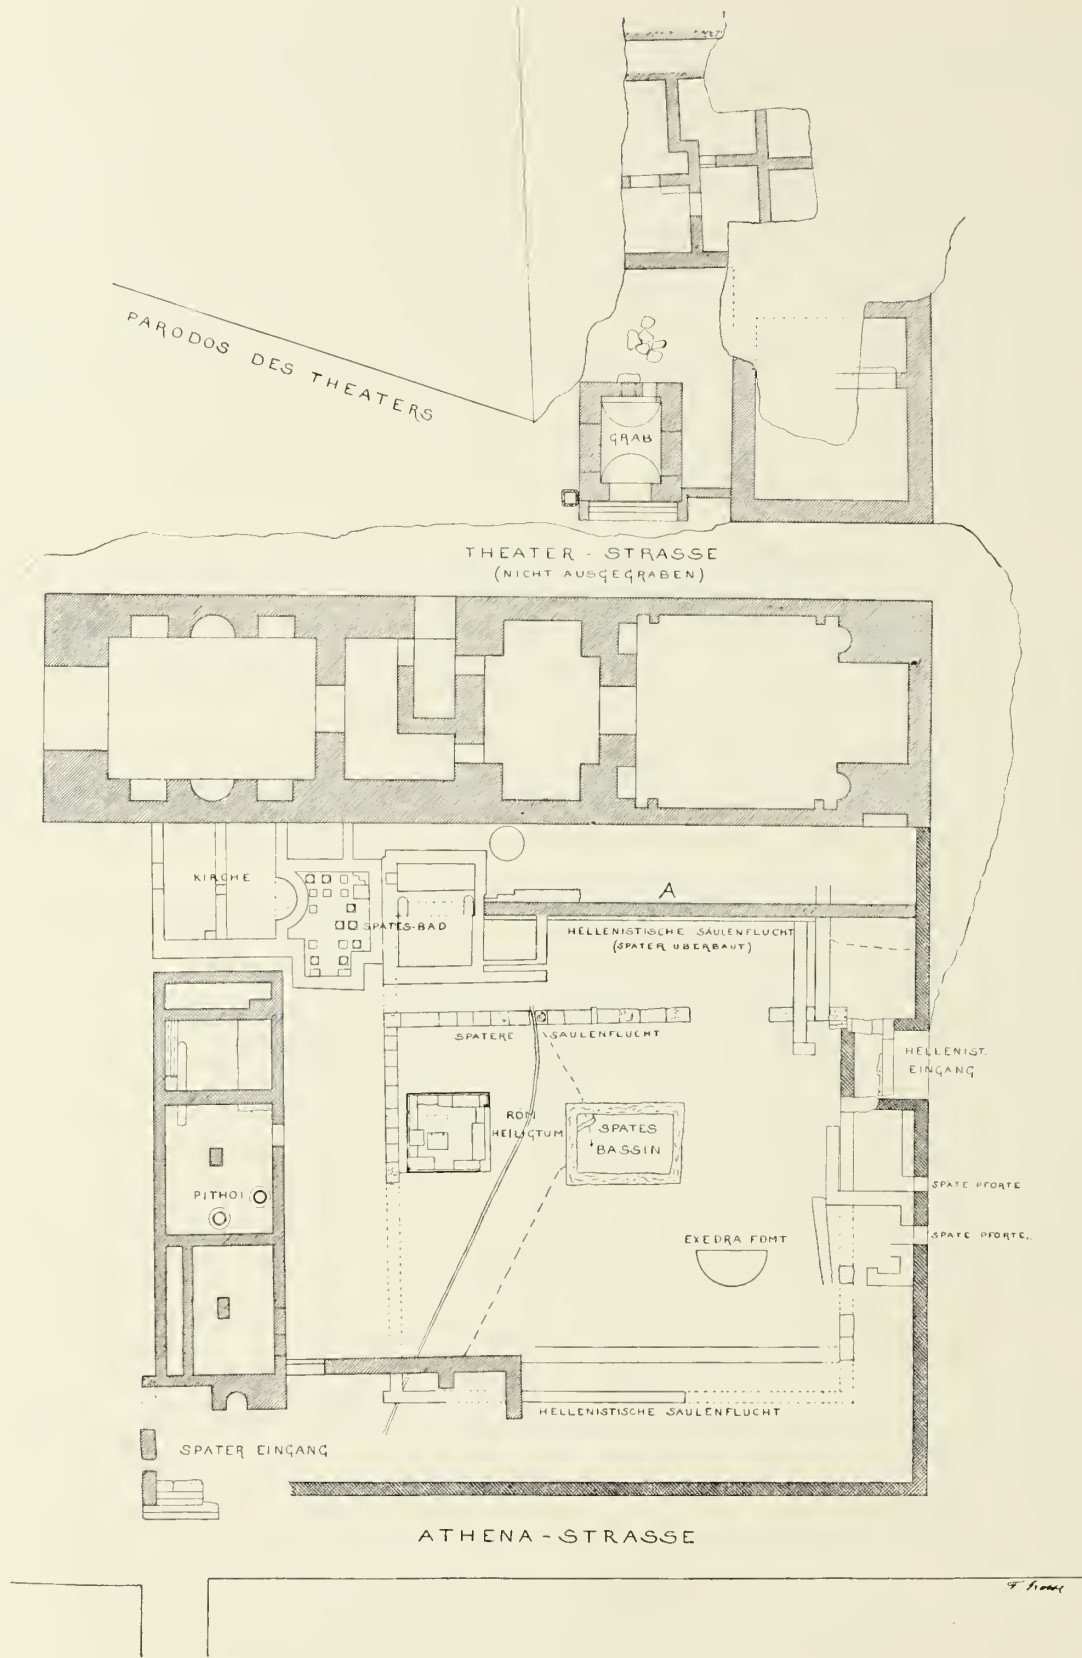 PARODOS DES THEATERS
GRAB
THEATER - STRASSE
(NICHT AUSGEGRABEN)
KIRCHE
SPATES-BAD
A
HELLENISTISCHE SAULENFLUCHT
(SPATER UBERBAUT)
SPATERE SAULENFLUCHT
HELLENIST.
EINGANG
ROM
HEILIGTUM
SPATES
BASSIN
PITHOI
SPATE PFORTE
SPATE PFORTE.
EXEDRA FDMT
HELLENISTISCHE SAULENFLUCHT
SPATER EINGANG
ATHENA - STRASSE